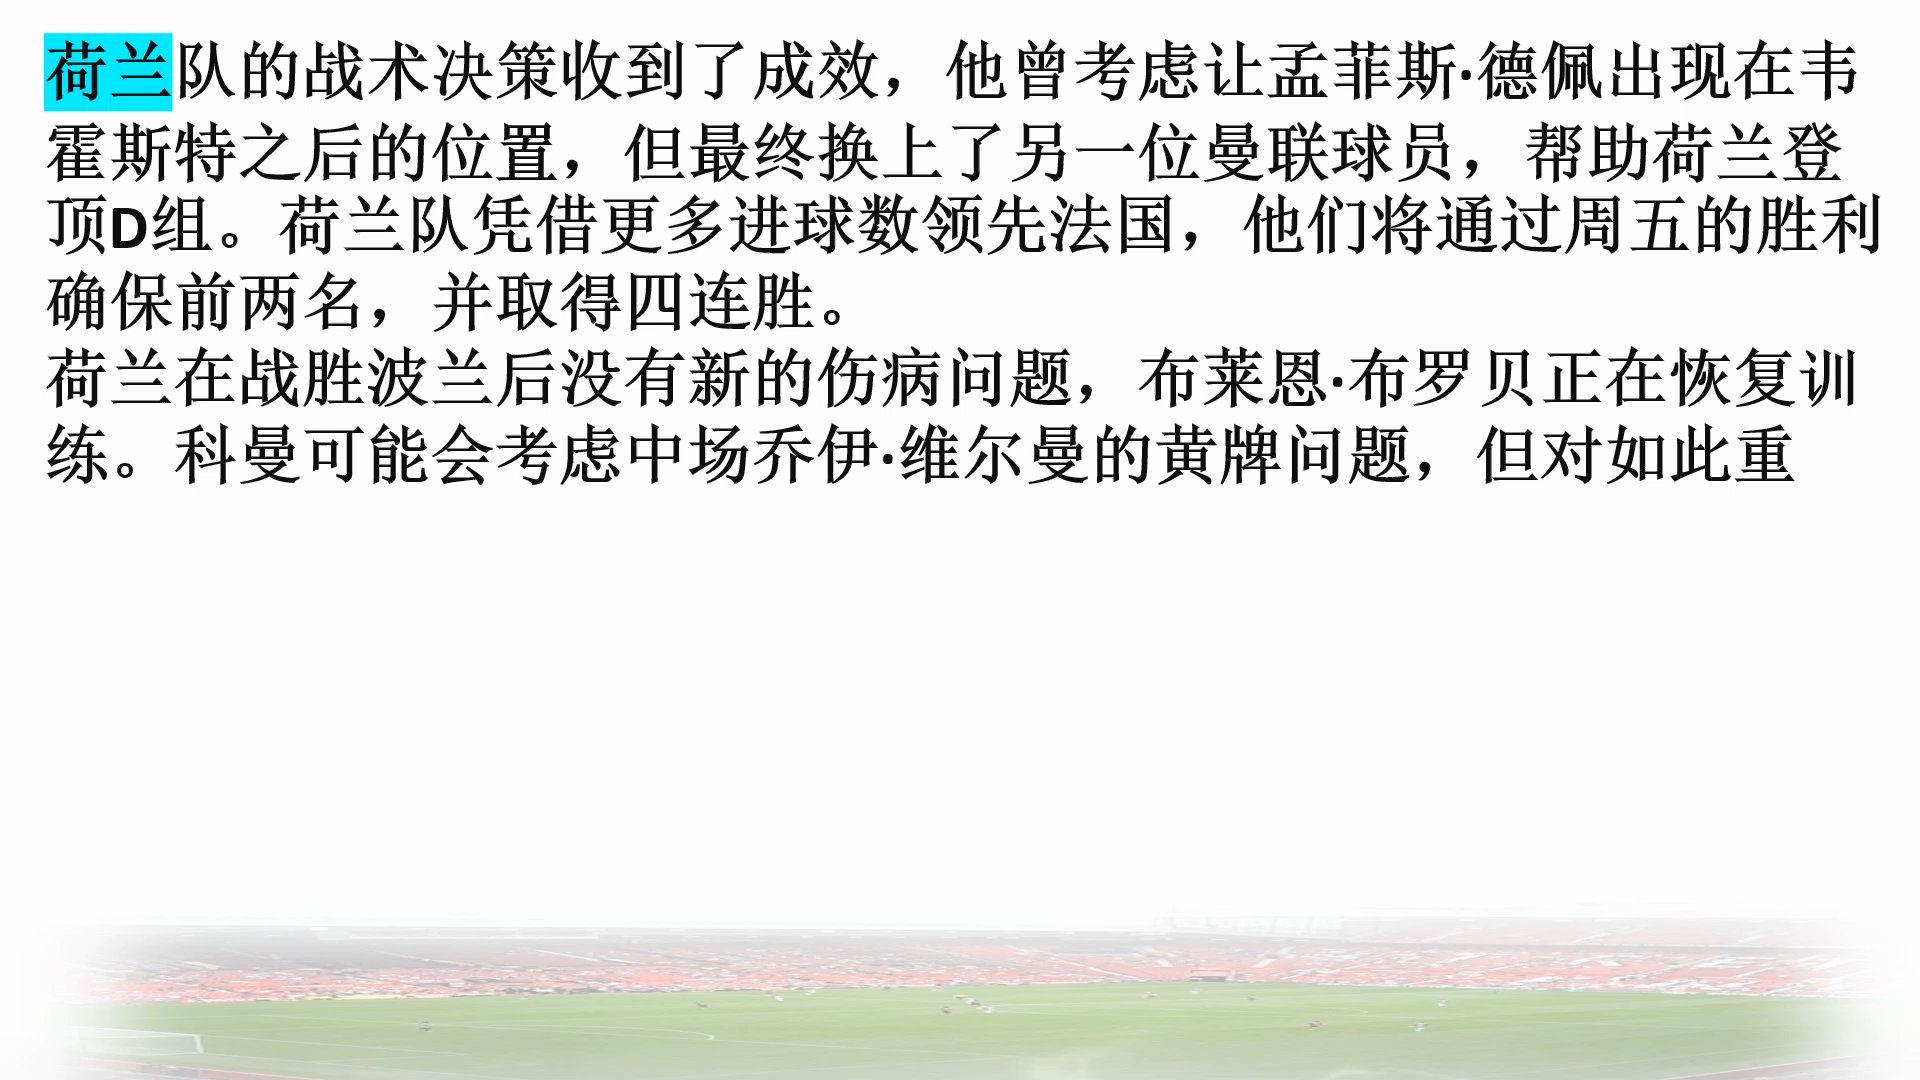 荷兰队的战术决策收到了成效，他曾考虑让孟菲斯·德佩出现在韦
霍斯特之后的位置，但最终换上了另一位曼联球员，帮助荷兰登
顶D组。荷兰队凭借更多进球数领先法国，他们将通过周五的胜利
确保前两名，并取得四连胜。
荷兰在战胜波兰后没有新的伤病问题，布莱恩·布罗贝正在恢复训
练。科曼可能会考虑中场乔伊·维尔曼的黄牌问题，但对如此重